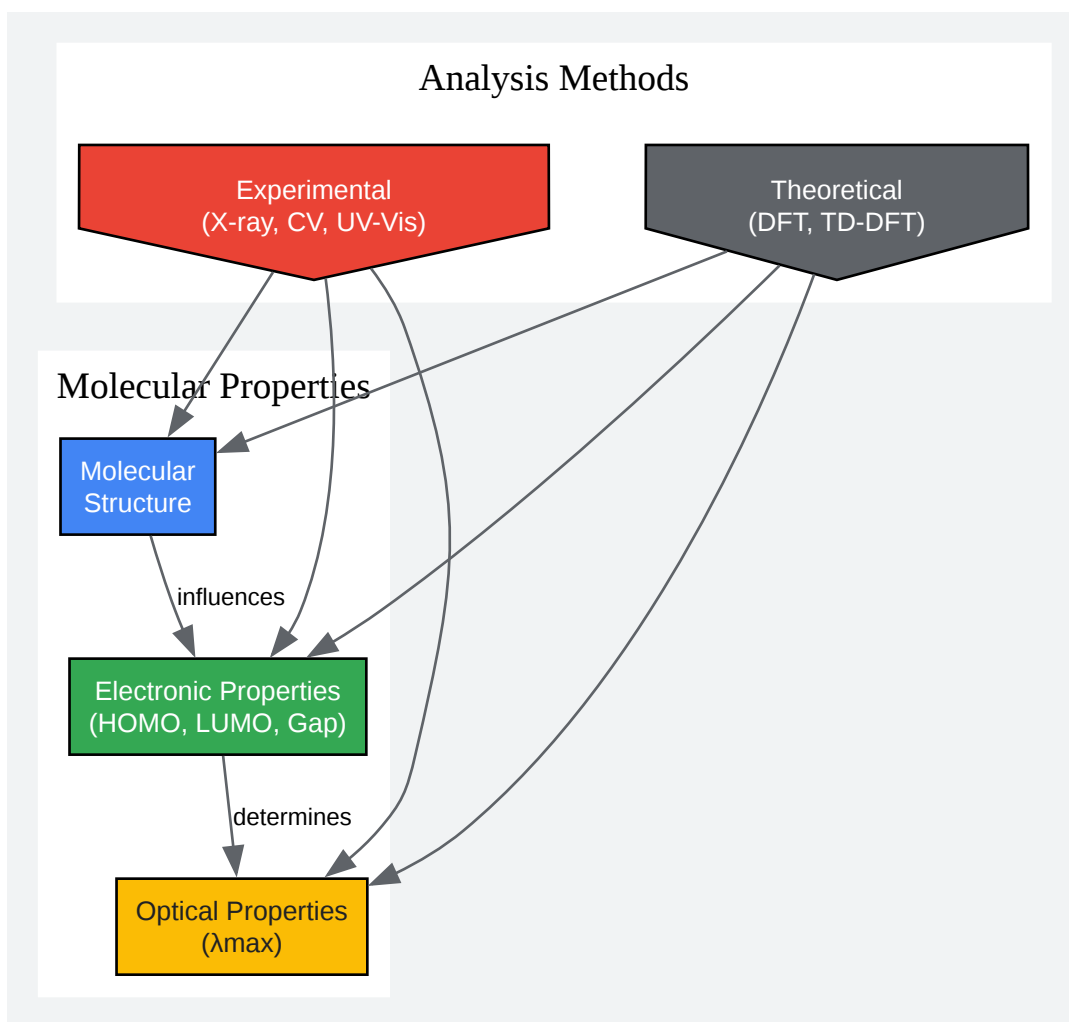 Analysis Methods
Experimental
(X-ray, CV, UV-Vis)
Theoretical
(DFT, TD-DFT)
Molecular Properties
Molecular
Structure
influences
Electronic Properties
(HOMO, LUMO, Gap)
determines
Optical Properties
(λmax)